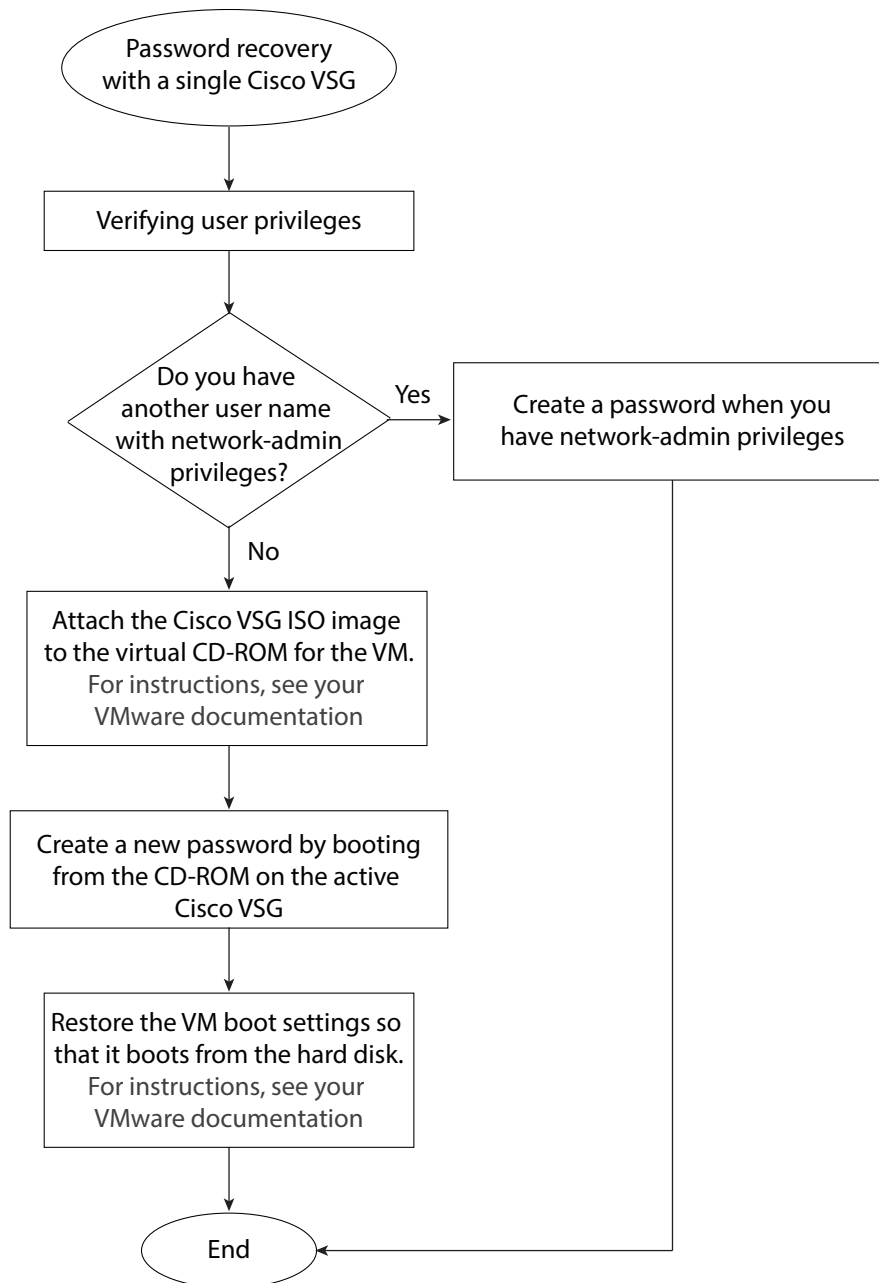 Password recovery
with a single Cisco VSG
Verifying user privileges
Do you have
another user name
with network-admin
privileges?
Yes
Create a password when you
have network-admin privileges
No
Attach the Cisco VSG ISO image
to the virtual CD-ROM for the VM.
For instructions, see your
VMware documentation
Create a new password by booting
from the CD-ROM on the active
Cisco VSG
Restore the VM boot settings so
that it boots from the hard disk.
For instructions, see your
VMware documentation
End